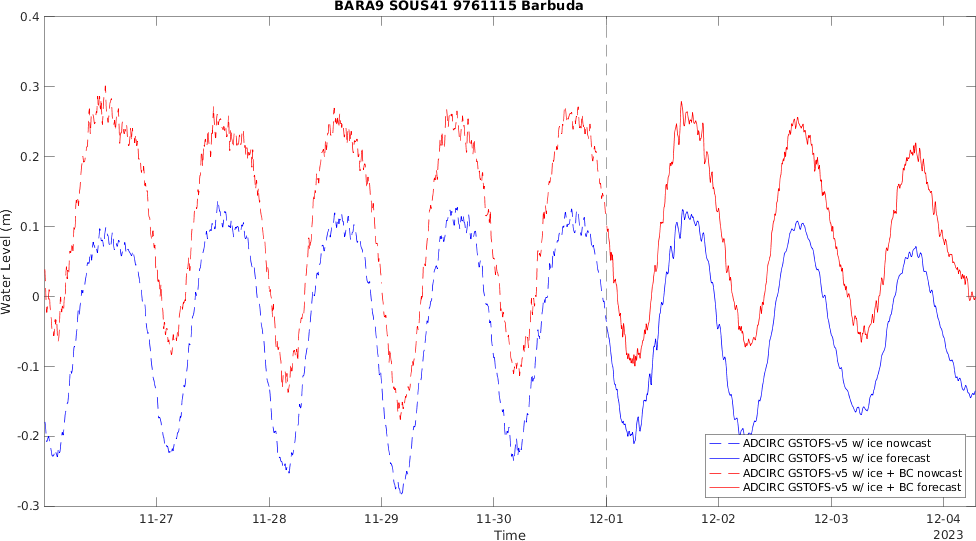 BARA9 SOUS41 9761115 Barbuda
0.4
0.3
0.2
0.1
0
-0.1
-0.2
-0.3
Water Level (m)
11-27 11-28 11-29 11-30 12-01 12-02 12-03 12-04
Time
2023
ADCIRC GSTOFS-v5 w/ ice nowcast
ADCIRC GSTOFS-v5 w/ ice forecast
ADCIRC GSTOFS-v5 w/ ice + BC nowcast
ADCIRC GSTOFS-v5 w/ ice + BC forecast